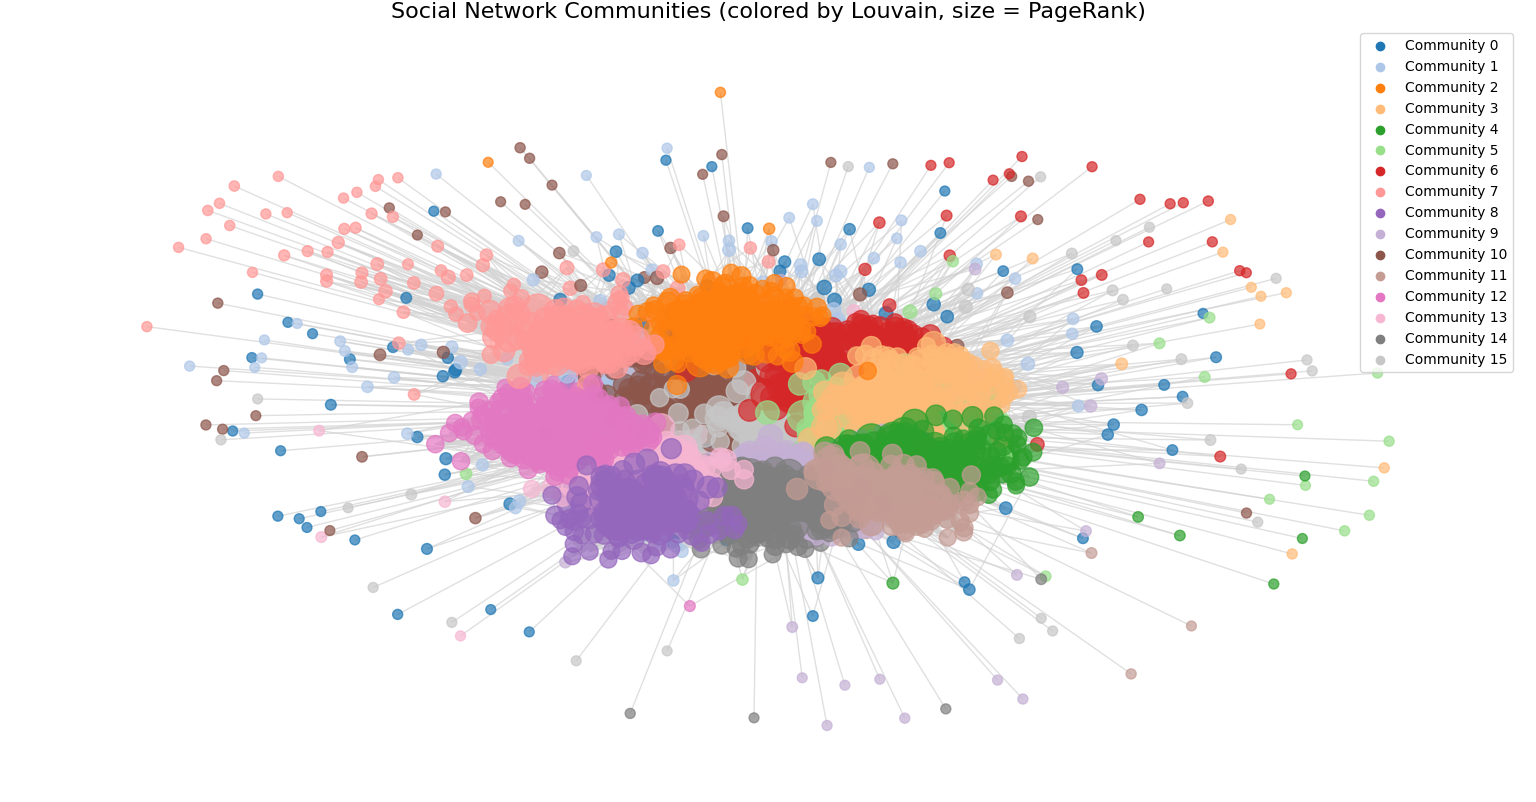 Social Network Communities (colored by Louvain, size = PageRank)
Community 0
Community 1
Community 2
Community 3
Community 4
Community 5
Community 6
Community 7
Community 8
Community 9
Community 10
Community 11
Community 12
Community 13
Community 14
Community 15